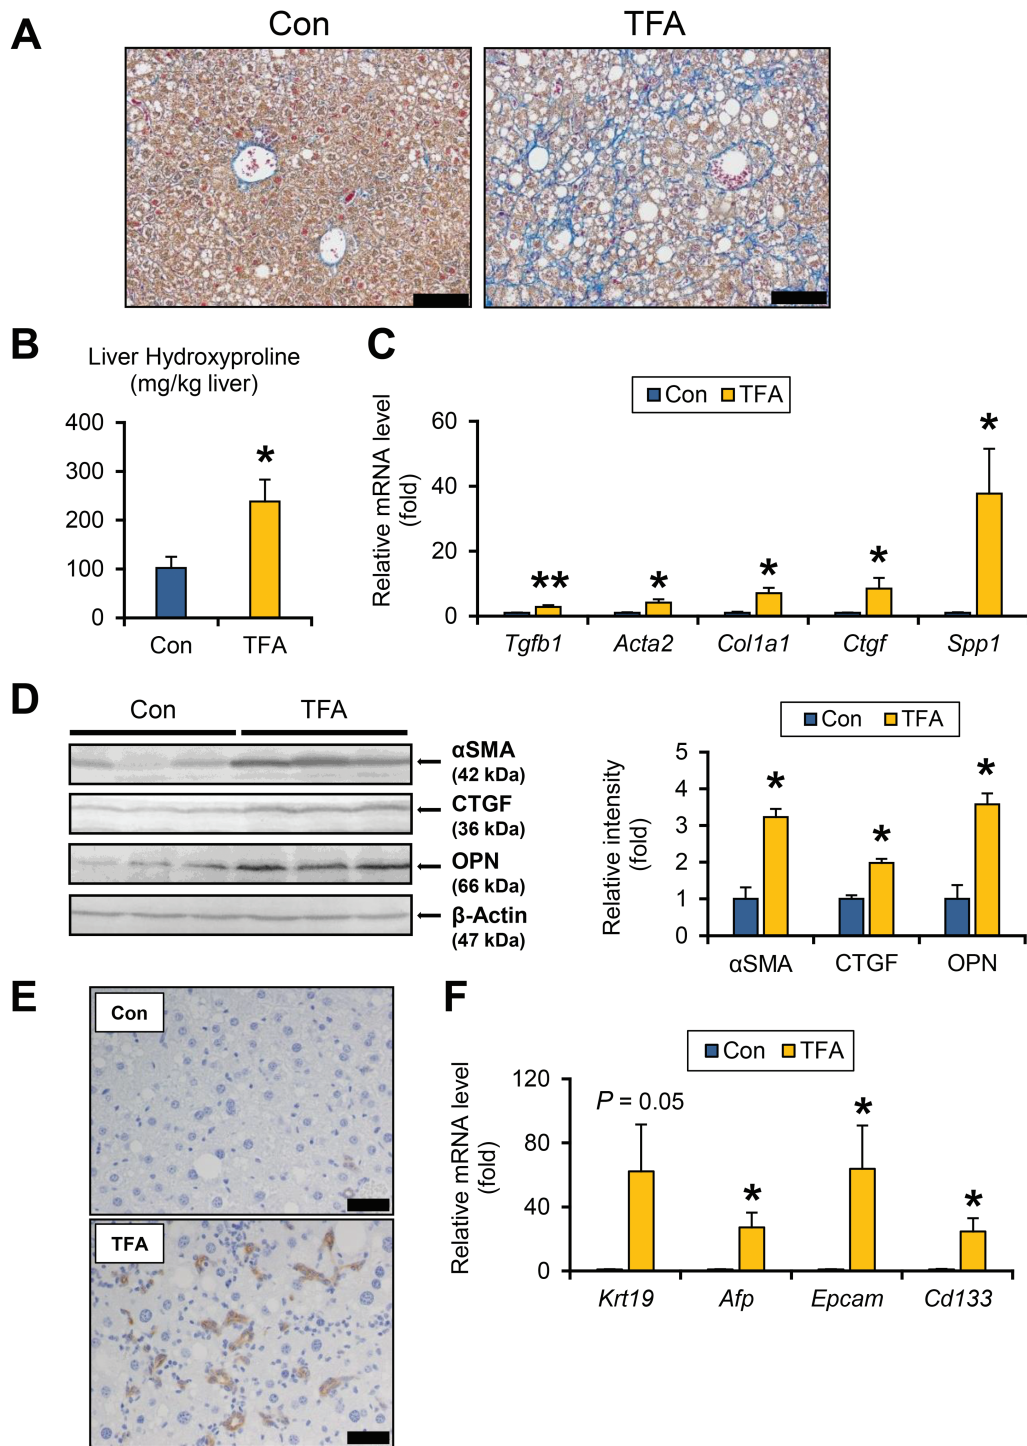 A
Con TFA
B
Liver Hydroxyproline
(mg/kg liver)
400
300
200
100
0
*
Con TFA
C
Con TFA
Relative mRNA level
(fold)
60
40
20
0
** * * * *
Tgfb1 Acta2 Col1a1 Ctgf Spp1
D
Con TFA
αSMA
(42 kDa)
CTGF
(36 kDa)
OPN
(66 kDa)
β-Actin
(47 kDa)
Con TFA
Relative intensity
(fold)
5
4
3
2
1
0
* * *
αSMA CTGF OPN
E
Con
TFA
F
Con TFA
Relative mRNA level
(fold)
120
80
40
0
P = 0.05 * * *
Krt19 Afp Epcam Cd133